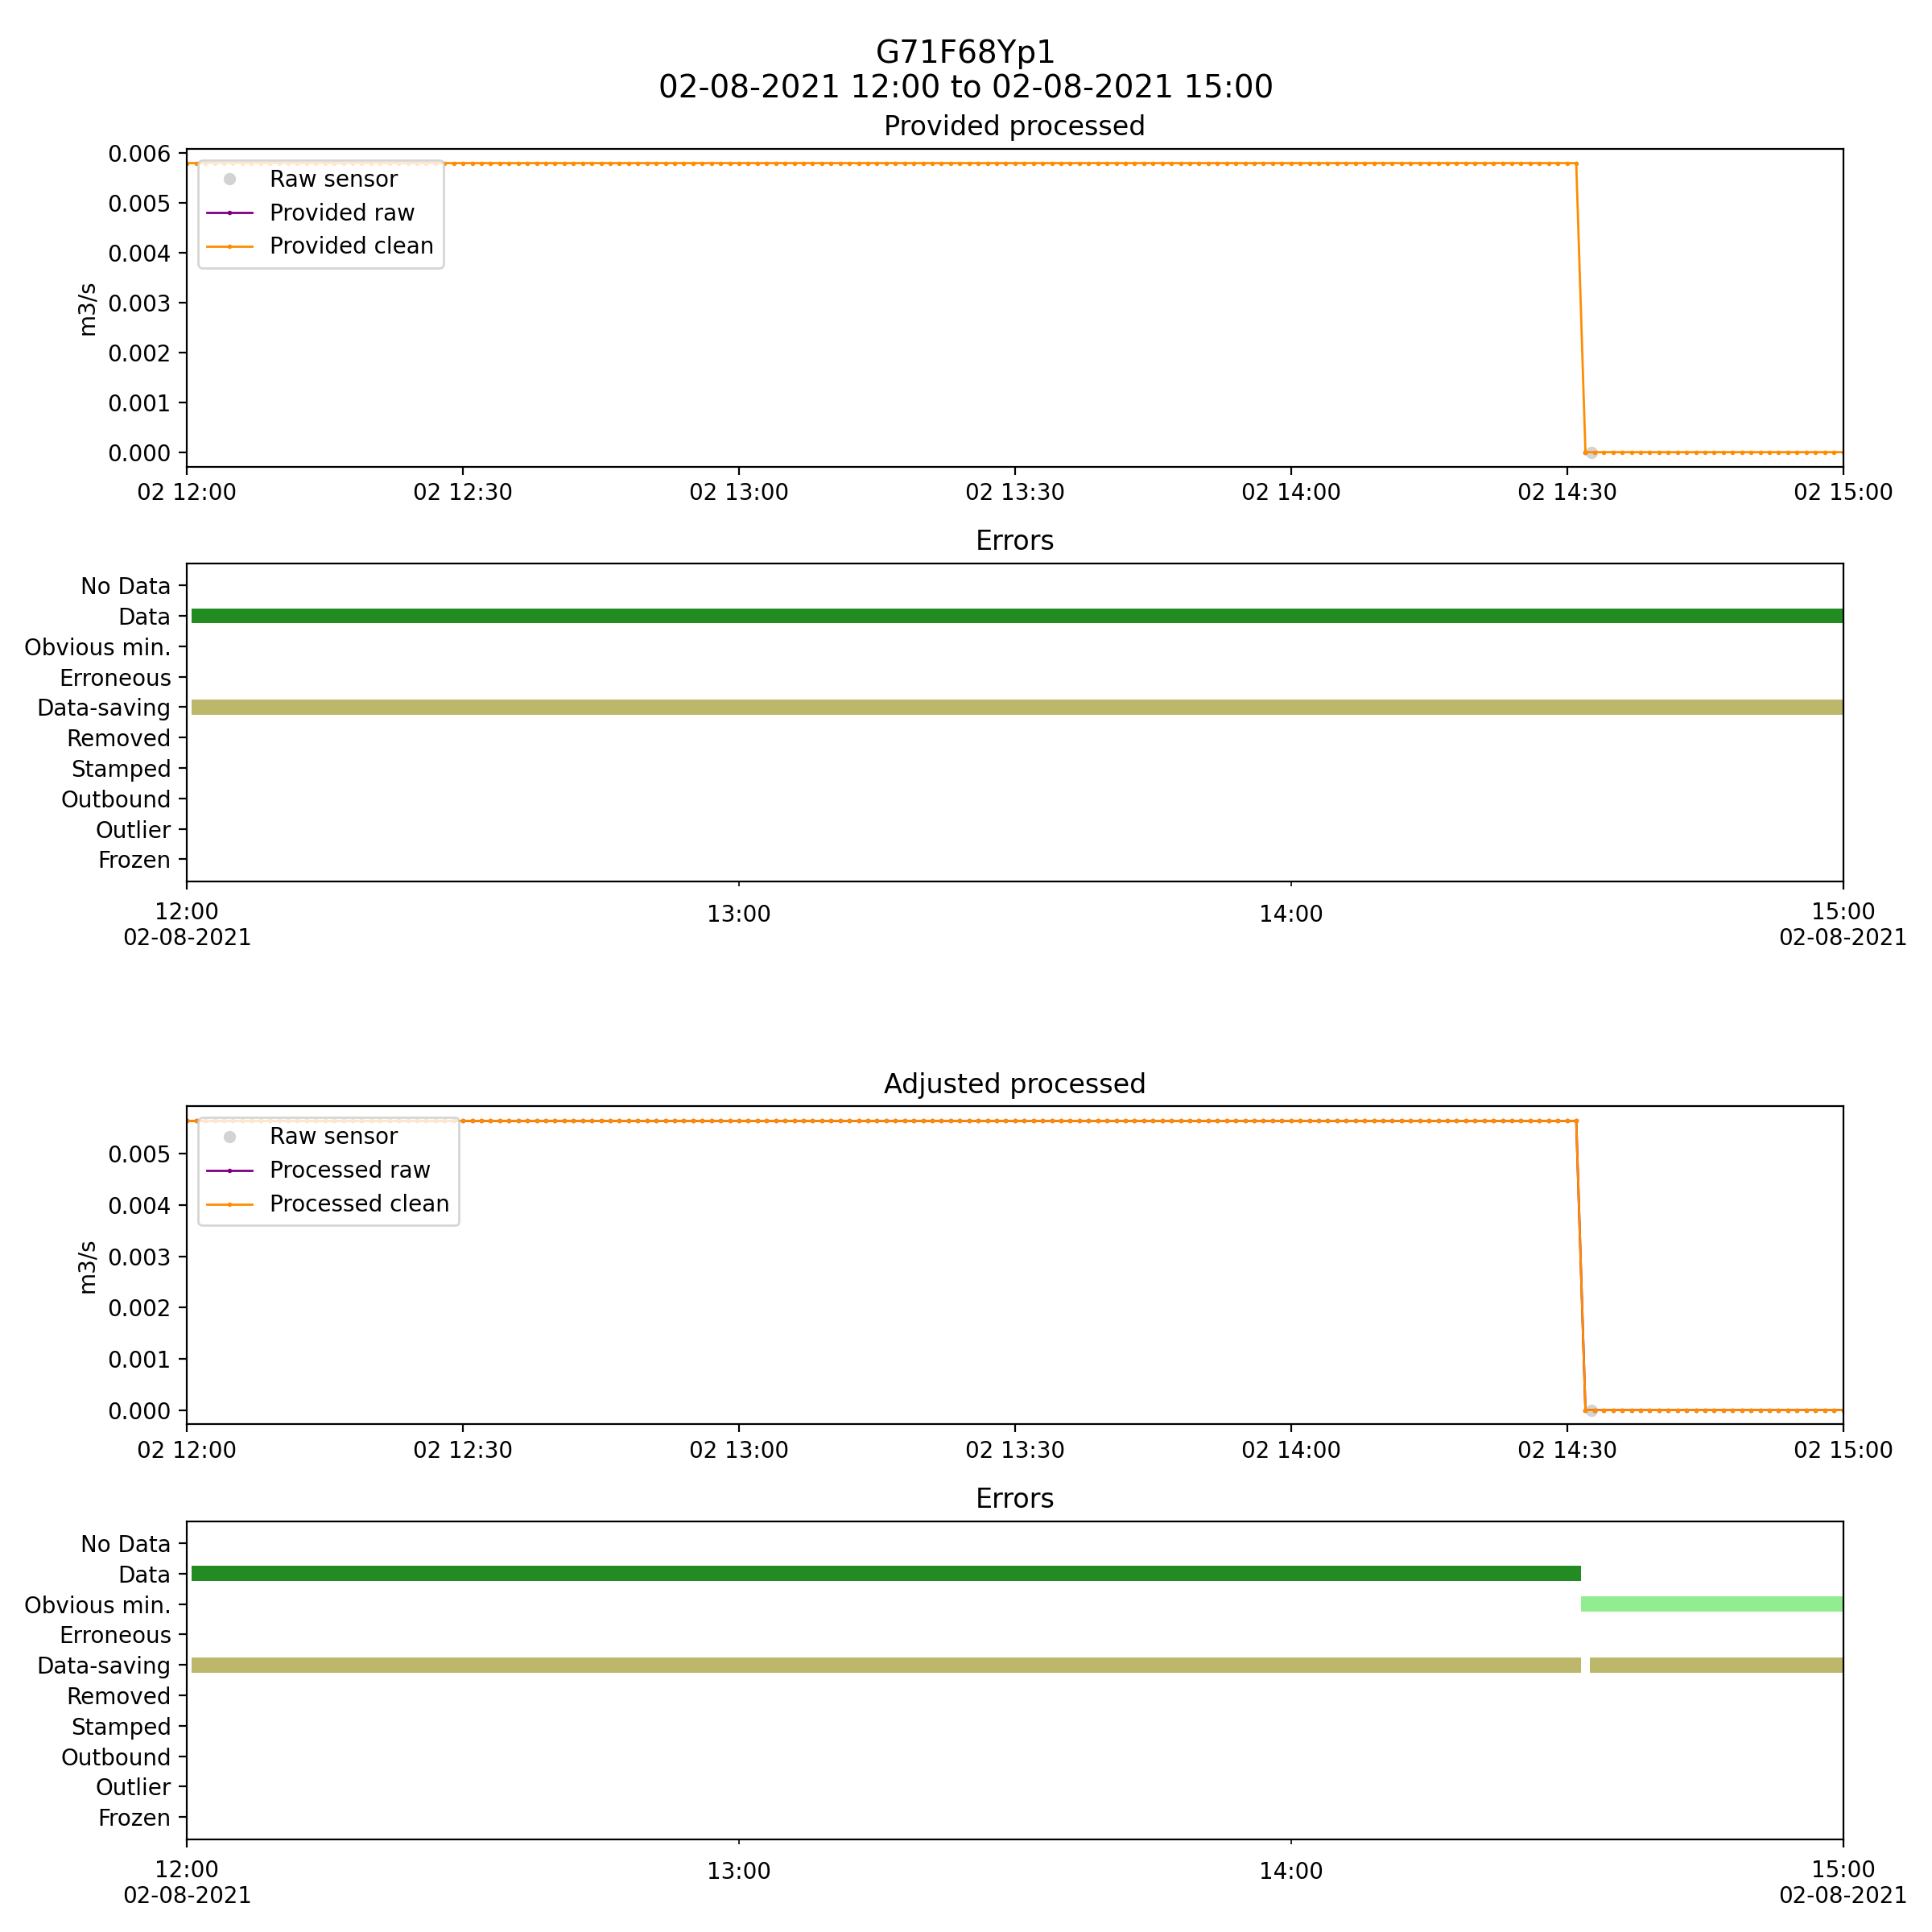 G71F68Yp1
02-08-2021 12:00 to 02-08-2021 15:00
Provided processed
0.006
0.005
0.004
0.003
0.002
0.001
0.000
m3/s
Raw sensor
Provided raw
Provided clean
02 12:00
02 12:30
02 13:00
02 13:30
02 14:00
02 14:30
02 15:00
Errors
No Data
Data
Obvious min.
Erroneous
Data-saving
Removed
Stamped
Outbound
Outlier
Frozen
12:00
02-08-2021
13:00
14:00
15:00
02-08-2021
Adjusted processed
0.005
0.004
0.003
0.002
0.001
0.000
m3/s
Raw sensor
Processed raw
Processed clean
02 12:00
02 12:30
02 13:00
02 13:30
02 14:00
02 14:30
02 15:00
Errors
No Data
Data
Obvious min.
Erroneous
Data-saving
Removed
Stamped
Outbound
Outlier
Frozen
12:00
02-08-2021
13:00
14:00
15:00
02-08-2021